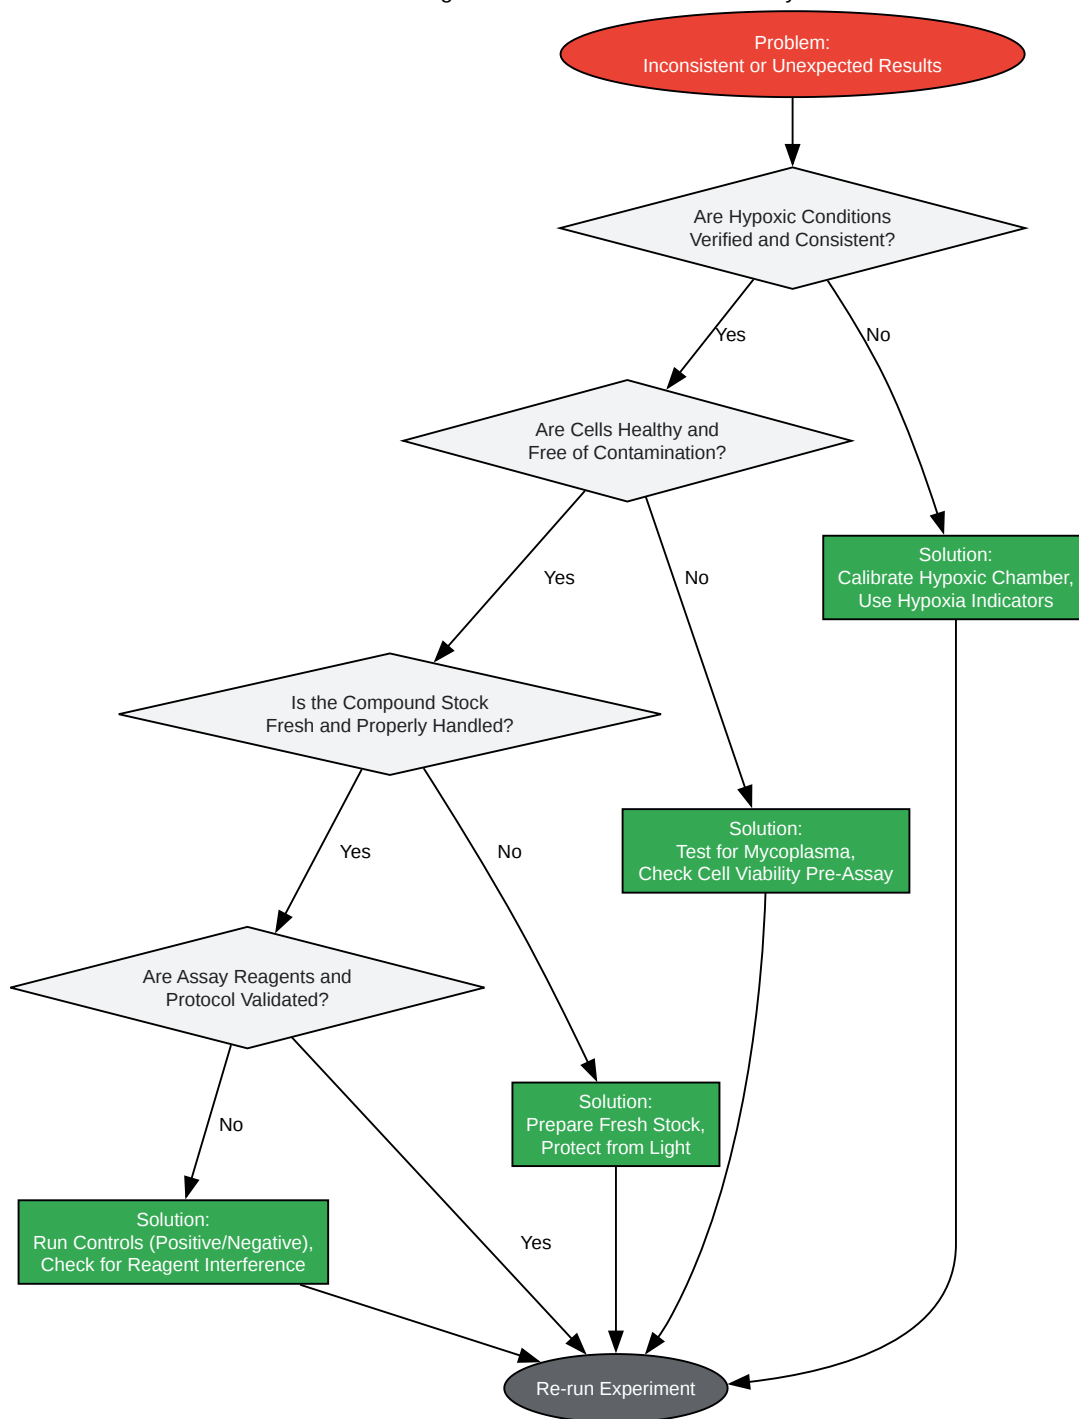 Problem:
Inconsistent or Unexpected Results
Are Hypoxic Conditions
Verified and Consistent?
Yes
No
Are Cells Healthy and
Free of Contamination?
Solution:
Calibrate Hypoxic Chamber,
Use Hypoxia Indicators
Yes
No
Is the Compound Stock
Fresh and Properly Handled?
Solution:
Test for Mycoplasma,
Check Cell Viability Pre-Assay
Yes
No
Are Assay Reagents and
Protocol Validated?
Solution:
Prepare Fresh Stock,
Protect from Light
No
Solution:
Run Controls (Positive/Negative),
Check for Reagent Interference
Yes
Re-run Experiment